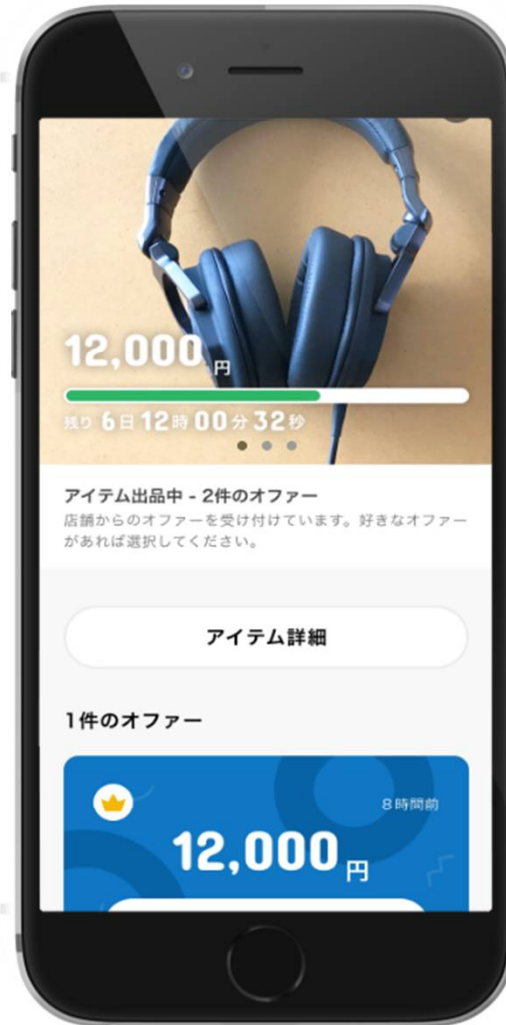 12,000円
残り 6日 12時 00分 32秒
アイテム出品中 - 2件のオファー
店舗からのオファーを受け付けています。好きなオファー
があれば選択してください。
アイテム詳細
1件のオファー
8時間前
12,000円